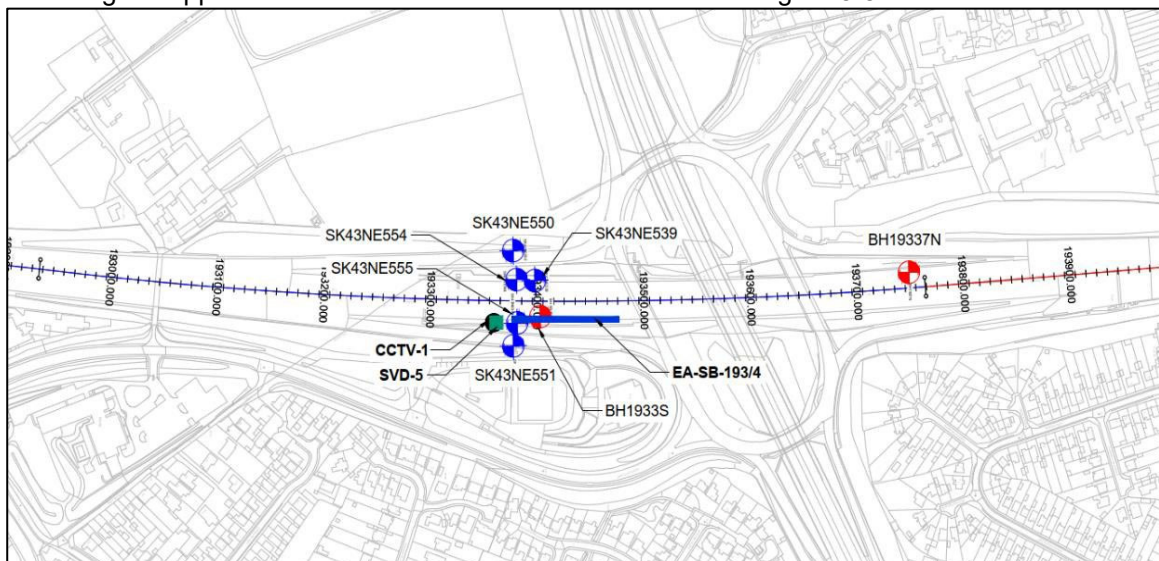 SK43NE550
SK43NE554
SK43NE539
SK43NE555
BH19337N
193000.000
193100.000
193200.000
193300.000
193500.000
193600.000
193700.000
193800.000
193900.000
CCTV-1
SVD-5
SK43NE551
EA-SB-193/4
BH1933S